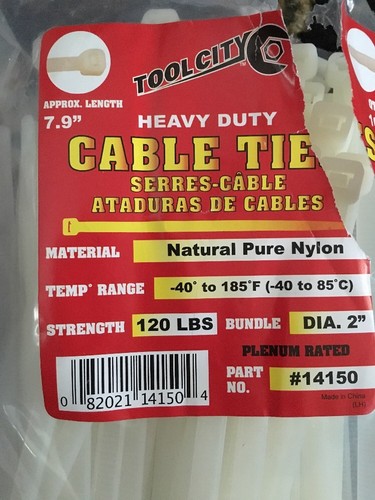 TOOLCITY
APPROX. LENGTH
7.9"
HEAVY DUTY
CABLE TIE
SERRES-CÂBLE
ATADURAS DE CABLES
MATERIAL Natural Pure Nylon
TEMP° RANGE -40° to 185°F (-40 to 85°C)
STRENGTH 120 LBS BUNDLE DIA. 2"
PLENUM RATED
PART NO. #14150
Made in China
0 82021 14150 4